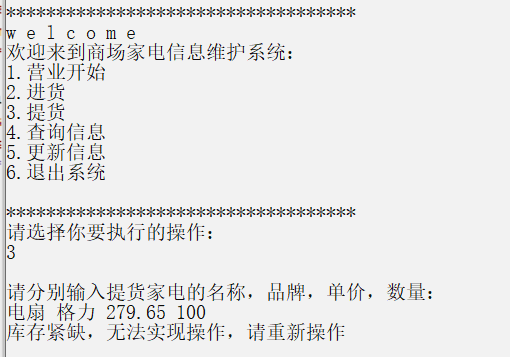 ***********************************
w e l c o m e
欢迎来到商场家电信息维护系统：
1.营业开始
2.进货
3.提货
4.查询信息
5.更新信息
6.退出系统
***********************************
请选择你要执行的操作：
3
请分别输入提货家电的名称，品牌，单价，数量：
电扇 格力 279.65 100
库存紧缺，无法实现操作，请重新操作